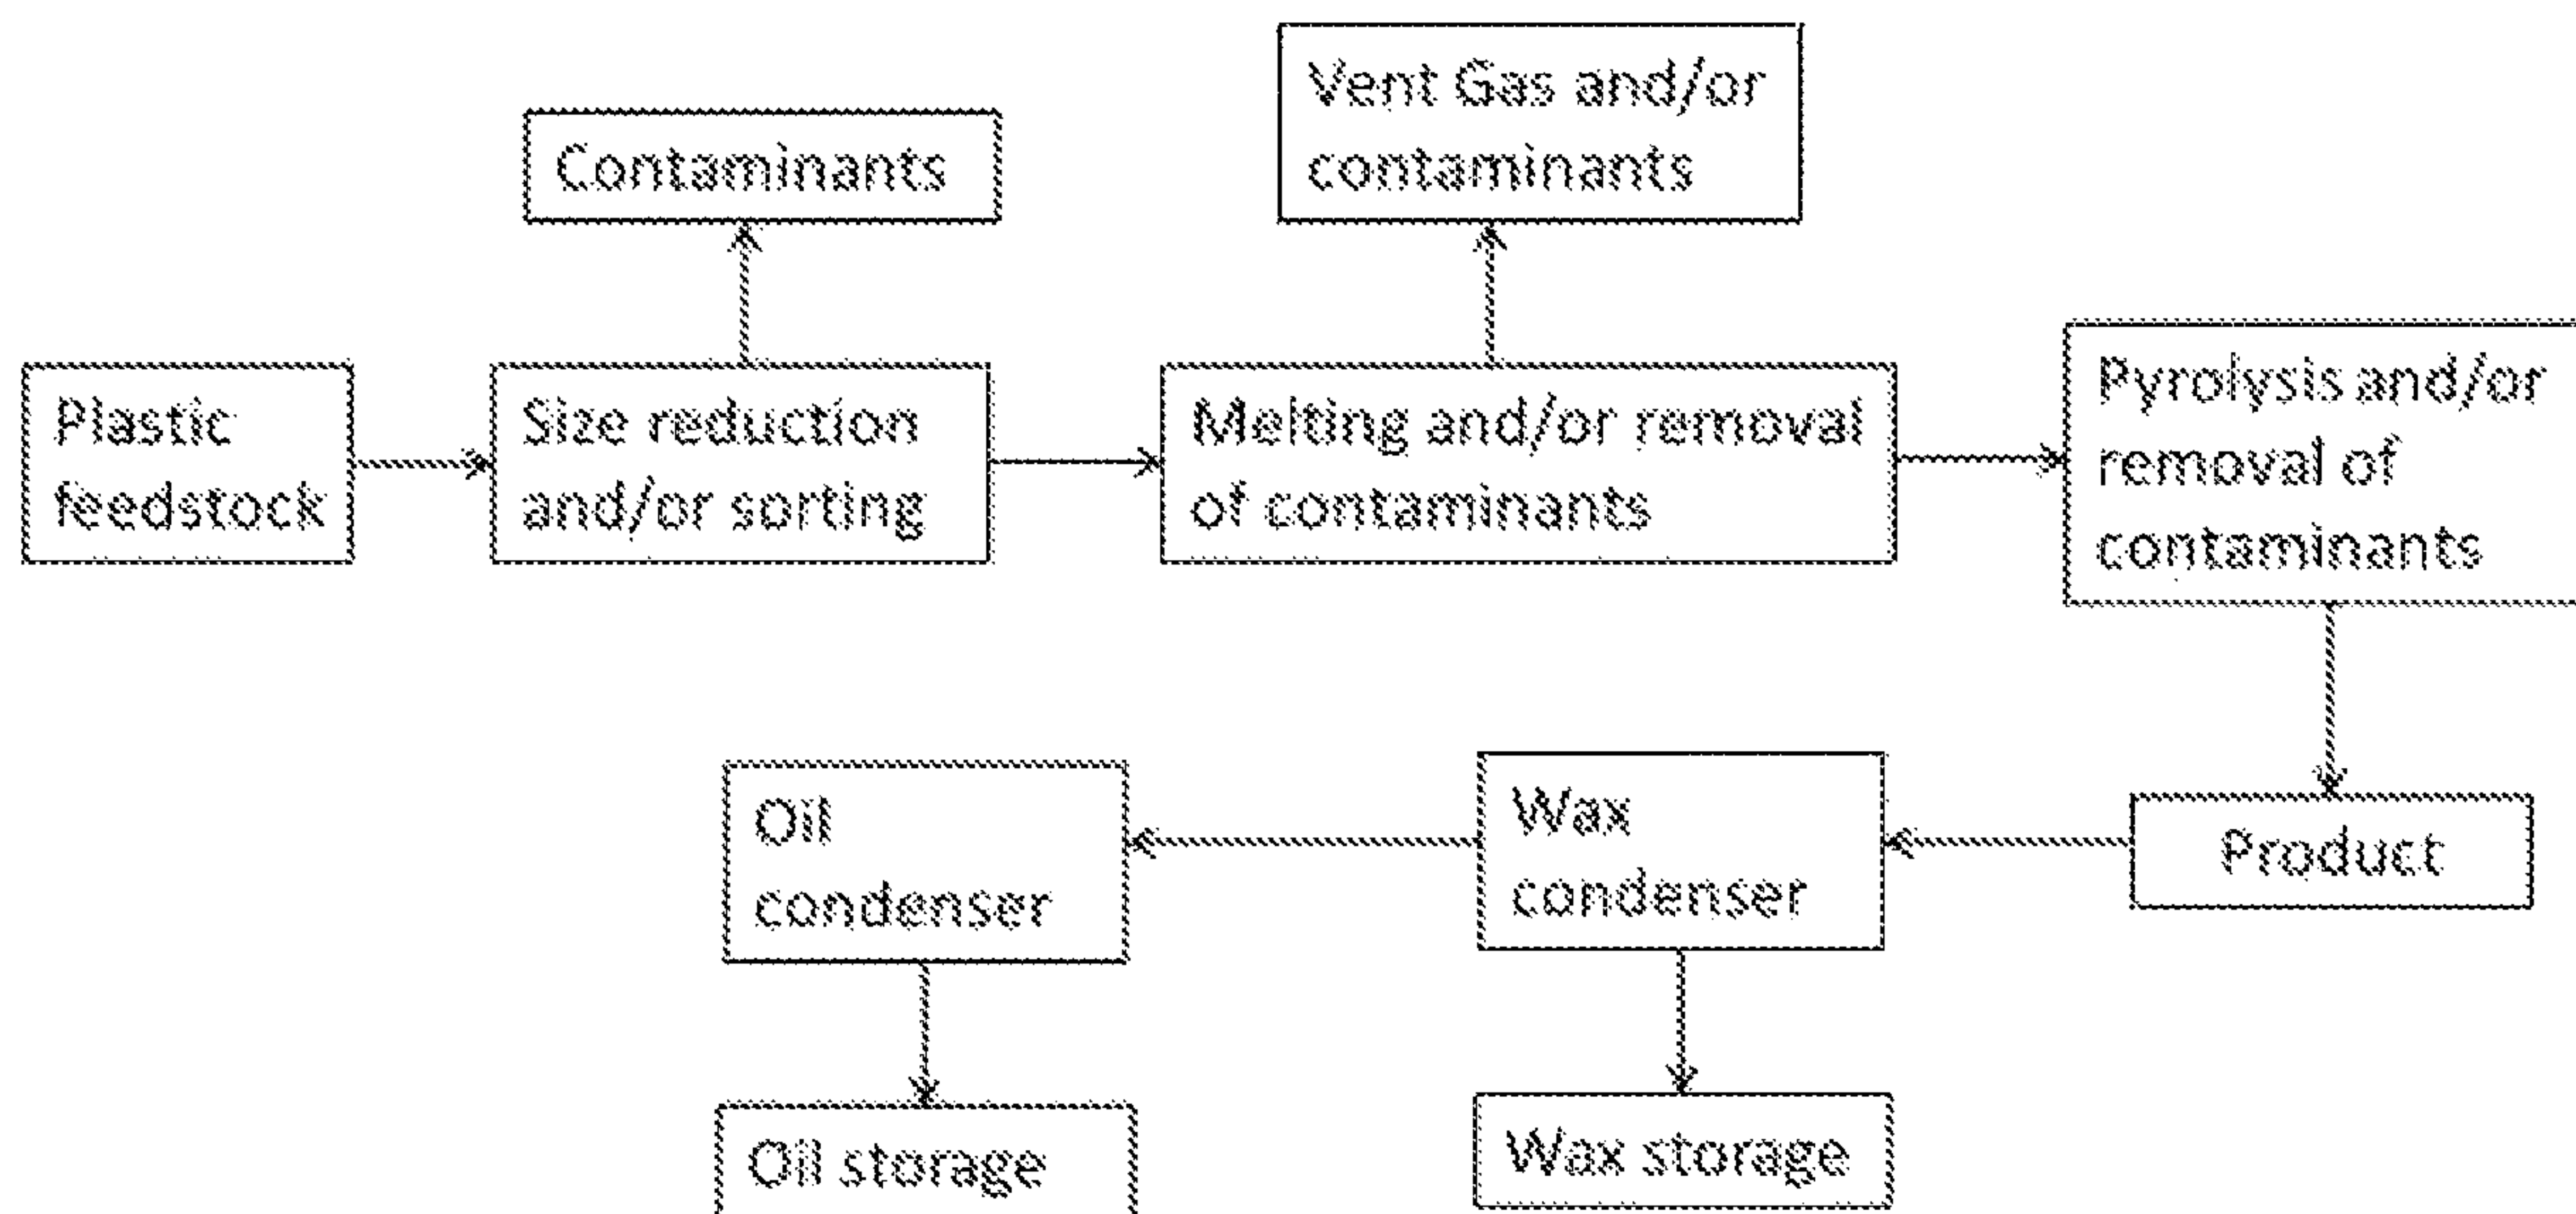 Vent Gas and/or
contaminants
Contaminants
Plastic
feedstock
Size reduction
and/or sorting
Melting and/or removal
of contaminants
Pyrolysis and/or
removal of
contaminants
Product
Wax
condenser
Oil
condenser
Wax storage
Oil storage